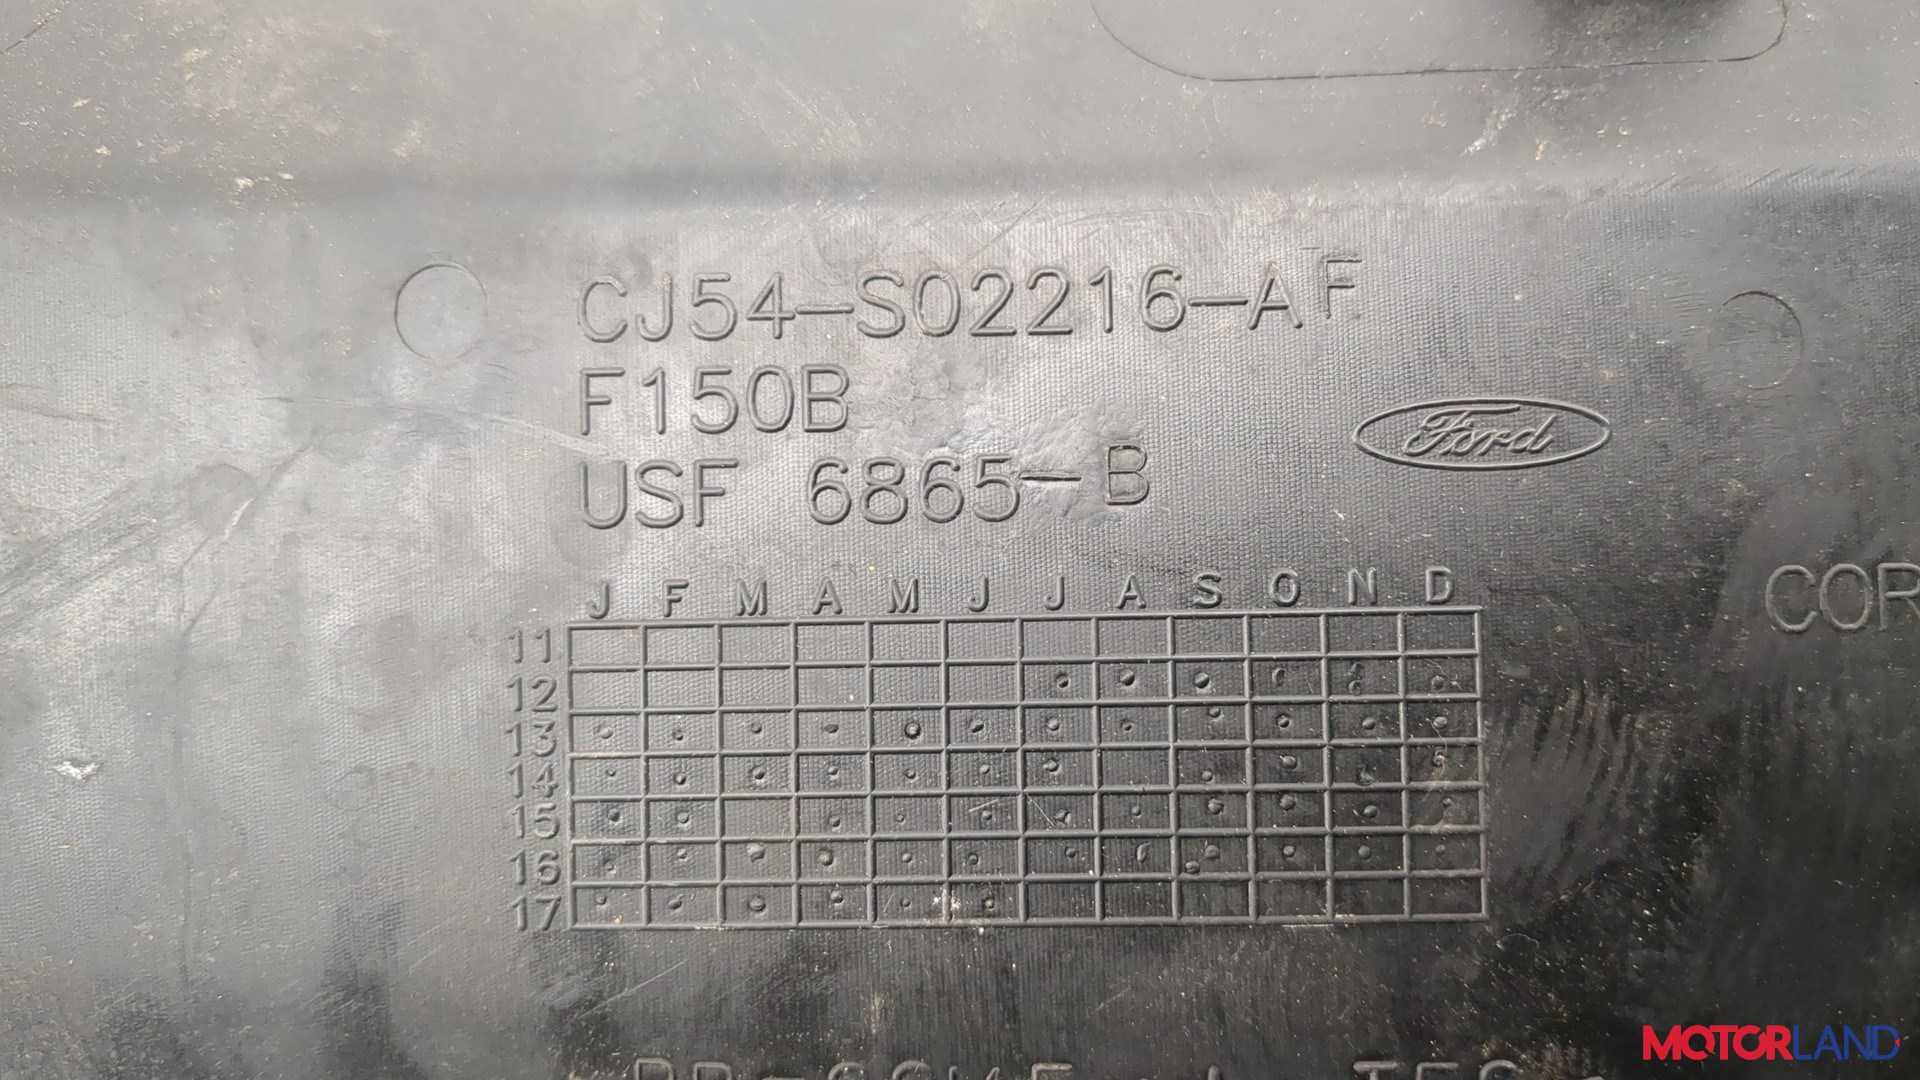 CJ54-S02216-AF
F150B
USF 6865-B
Ford
J F M A M J J A S O N D
11
12
13
14
15
16
17
COR
MOTORLAND